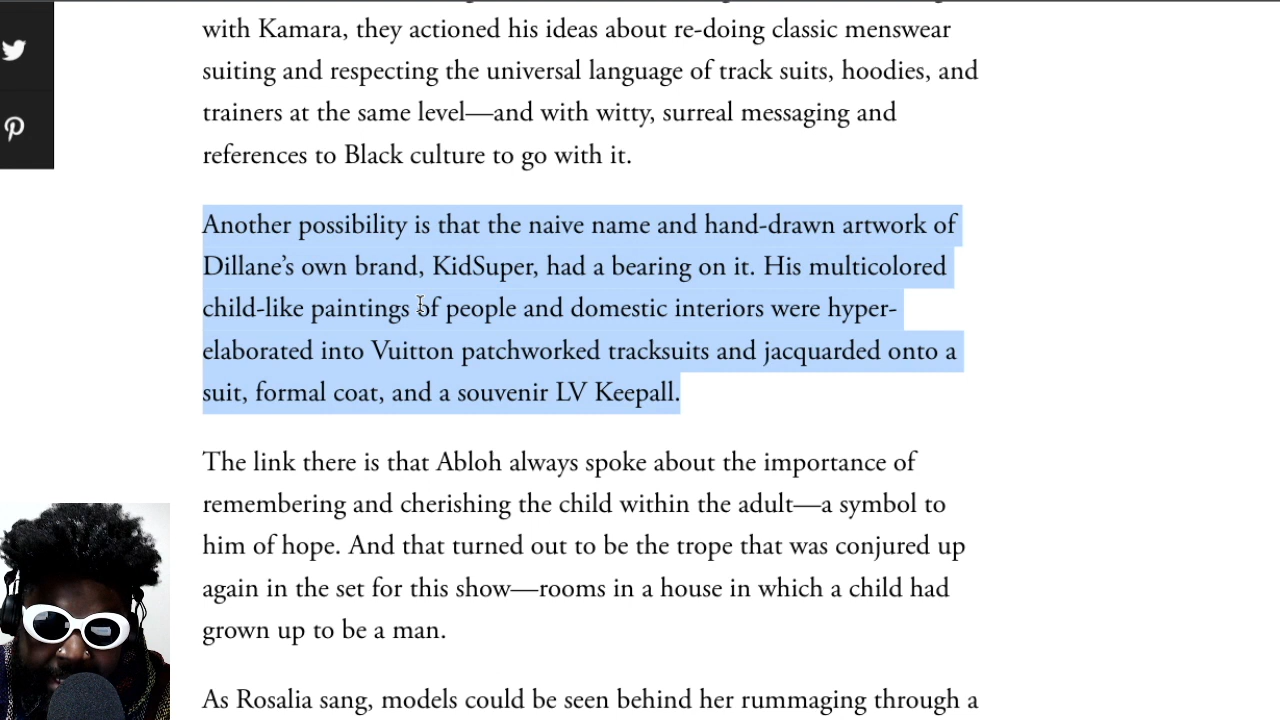 with Kamara, they actioned his ideas about re-doing classic menswear
suiting and respecting the universal language of track suits, hoodies, and
trainers at the same level—and with witty, surreal messaging and
references to Black culture to go with it.
Another possibility is that the naive name and hand-drawn artwork of
Dillane’s own brand, KidSuper, had a bearing on it. His multicolored
child-like paintings of people and domestic interiors were hyper-
elaborated into Vuitton patchworked tracksuits and jacquarded onto a
suit, formal coat, and a souvenir LV Keepall.
The link there is that Abloh always spoke about the importance of
remembering and cherishing the child within the adult—a symbol to
him of hope. And that turned out to be the trope that was conjured up
again in the set for this show—rooms in a house in which a child had
grown up to be a man.
As Rosalia sang, models could be seen behind her rummaging through a